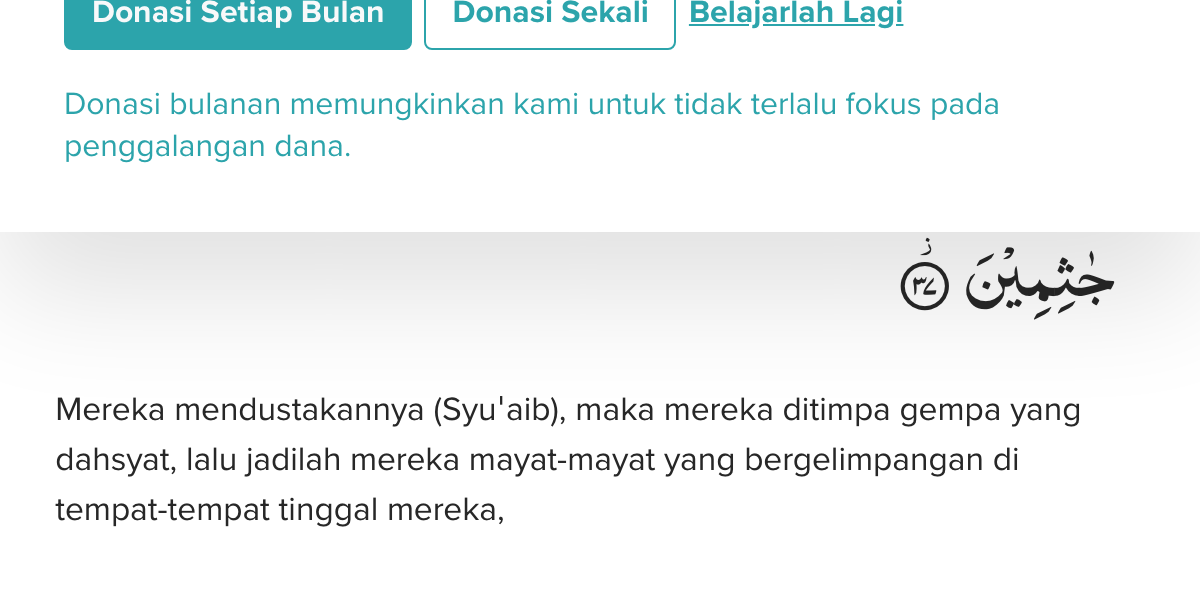 Donasi Setiap Bulan Donasi Sekali Belajarlah Lagi
Donasi bulanan memungkinkan kami untuk tidak terlalu fokus pada
penggalangan dana.
جٰثِمِيْنَ ۙ ٣٧
Mereka mendustakannya (Syu'aib), maka mereka ditimpa gempa yang
dahsyat, lalu jadilah mereka mayat-mayat yang bergelimpangan di
tempat-tempat tinggal mereka,